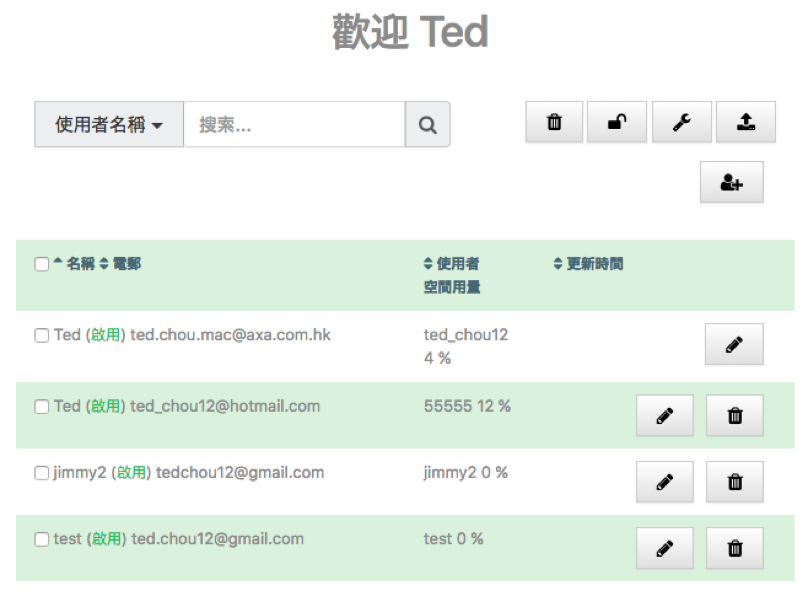 歡迎 Ted
使用者名稱
搜索...
名稱 電郵 使用者 更新時間
空間用量
Ted (啟用) ted.chou.mac@axa.com.hk ted_chou12
4 %
Ted (啟用) ted_chou12@hotmail.com 55555 12 %
jimmy2 (啟用) tedchou12@gmail.com jimmy2 0 %
test (啟用) ted.chou12@gmail.com test 0 %